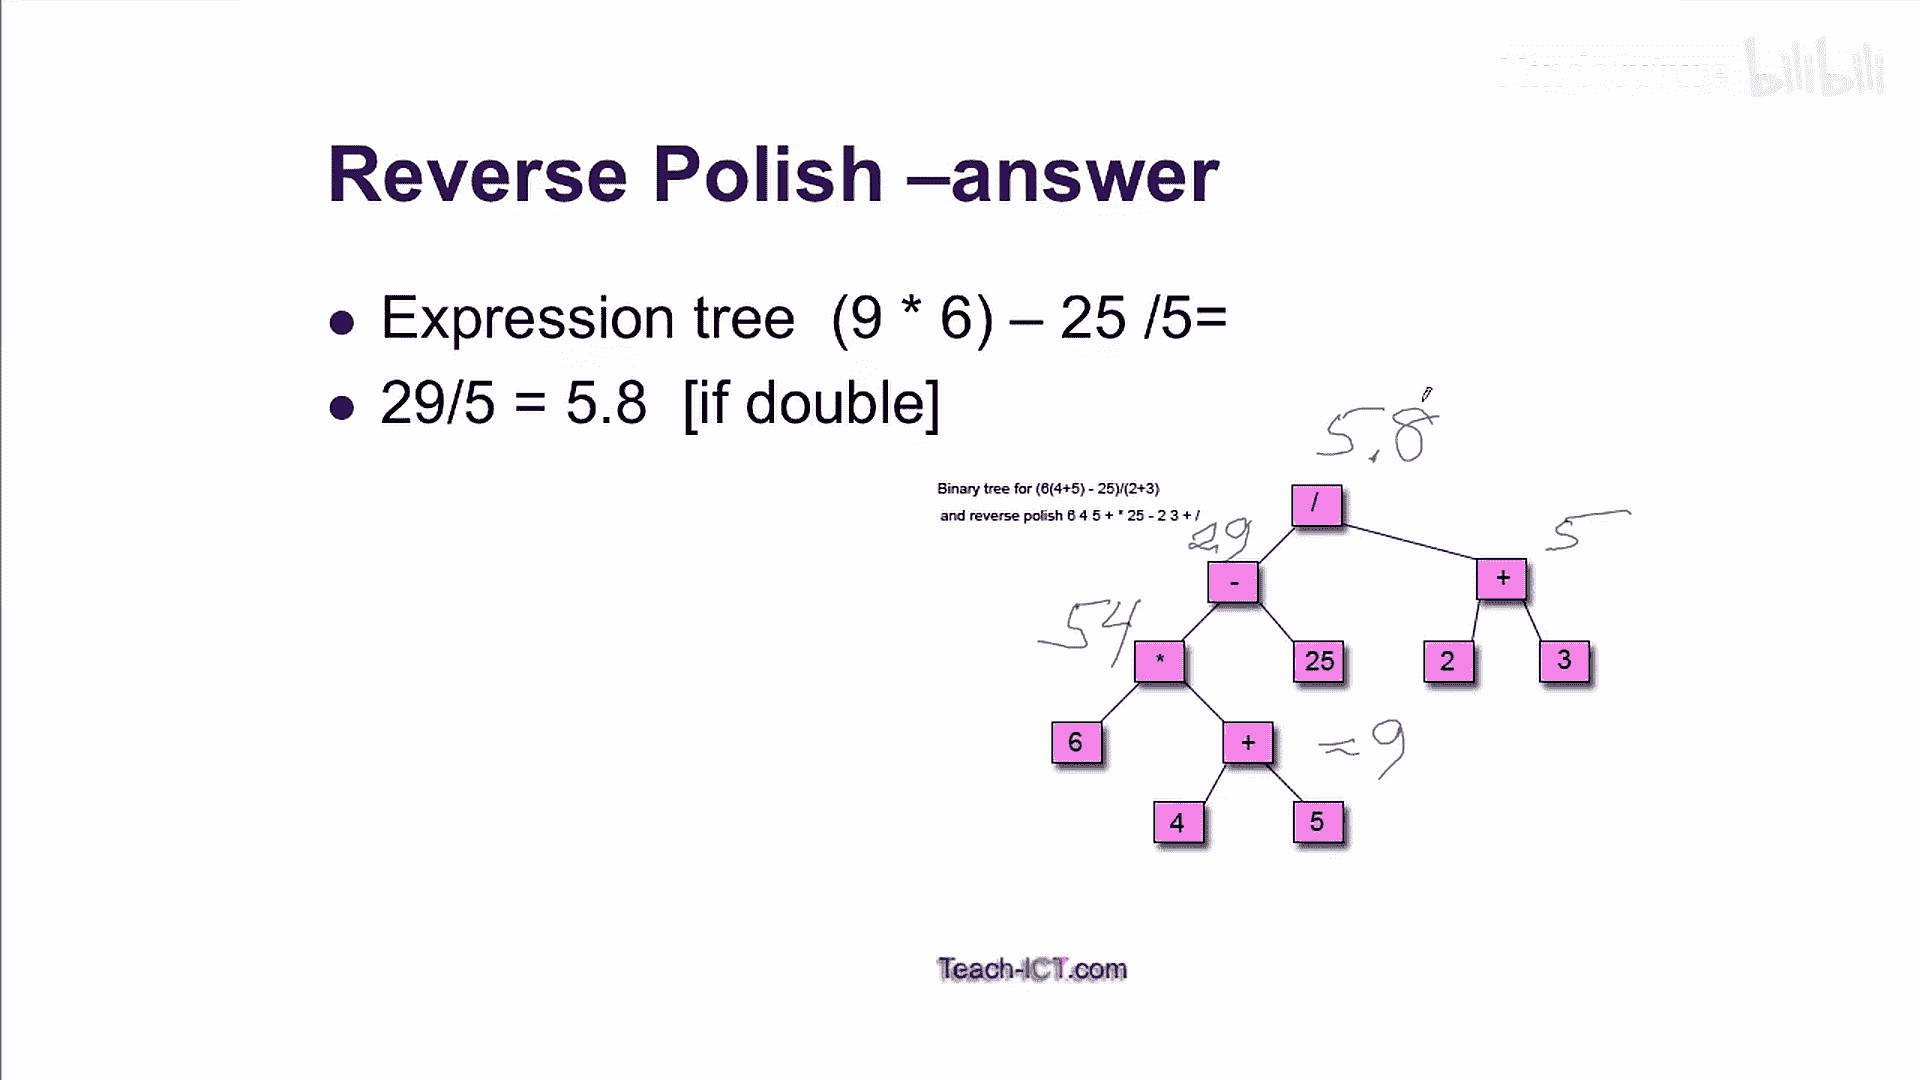 bilibili
Reverse Polish –answer
Expression tree (9 * 6) – 25 /5=
29/5 = 5.8 [if double]
5.8
Binary tree for (6(4+5) - 25)/(2+3)
and reverse polish 6 4 5 + * 25 - 2 3 + /
/
29
5
-
+
54
*
25
2
3
6
+
=9
4
5
Teach-ICT.com